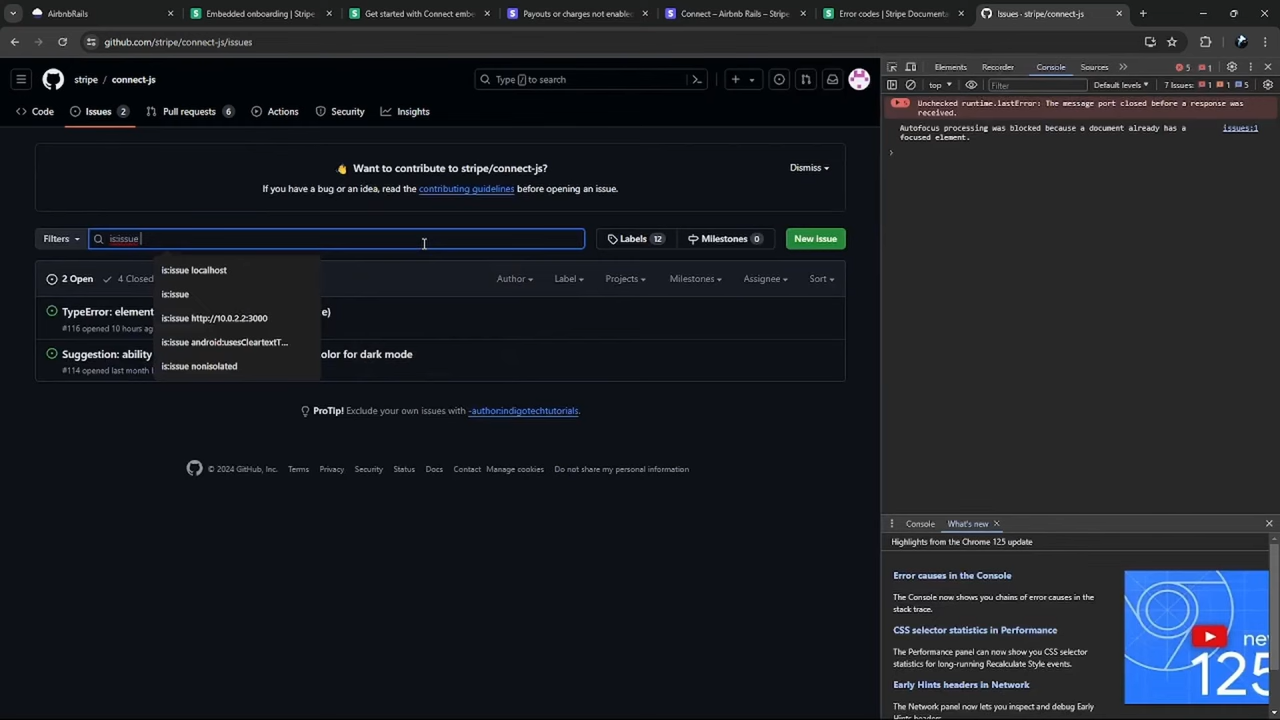 AirbnbRails
Embedded onboarding | Stripe
Get started with Connect emb
Payouts or charges not enable
Connect – Airbnb Rails – Stripe
Error codes | Stripe Documenta
Issues · stripe/connect-js
github.com/stripe/connect-js/issues
stripe / connect-js
Type / to search
Code
Issues 2
Pull requests 6
Actions
Security
Insights
👋 Want to contribute to stripe/connect-js?
Dismiss
If you have a bug or an idea, read the contributing guidelines before opening an issue.
Filters
is:issue
Labels 12
Milestones 0
New issue
is:issue localhost
is:issue
is:issue http://10.0.2.2:3000
is:issue android:usesCleartextT...
is:issue nonisolated
2 Open
4 Closed
Author
Label
Projects
Milestones
Assignee
Sort
TypeError: element
e)
#116 opened 10 hours ag
Suggestion: ability
olor for dark mode
#114 opened last month
ProTip! Exclude your own issues with -author:indigotechtutorials.
© 2024 GitHub, Inc.
Terms
Privacy
Security
Status
Docs
Contact
Manage cookies
Do not share my personal information
Elements
Recorder
Console
Sources
5
1
top
Filter
Default levels
7 Issues: 1 1 5
5 Unchecked runtime.lastError: The message port closed before a response was
received.
Autofocus processing was blocked because a document already has a
focused element.
issues:1
Console
What's new
Highlights from the Chrome 125 update
Error causes in the Console
The Console now shows you chains of error causes in the
stack trace.
CSS selector statistics in Performance
The Performance panel can now show you CSS selector
statistics for long-running Recalculate Style events.
Early Hints headers in Network
The Network panel now lets you inspect and debug Early
Hints headers
new
125